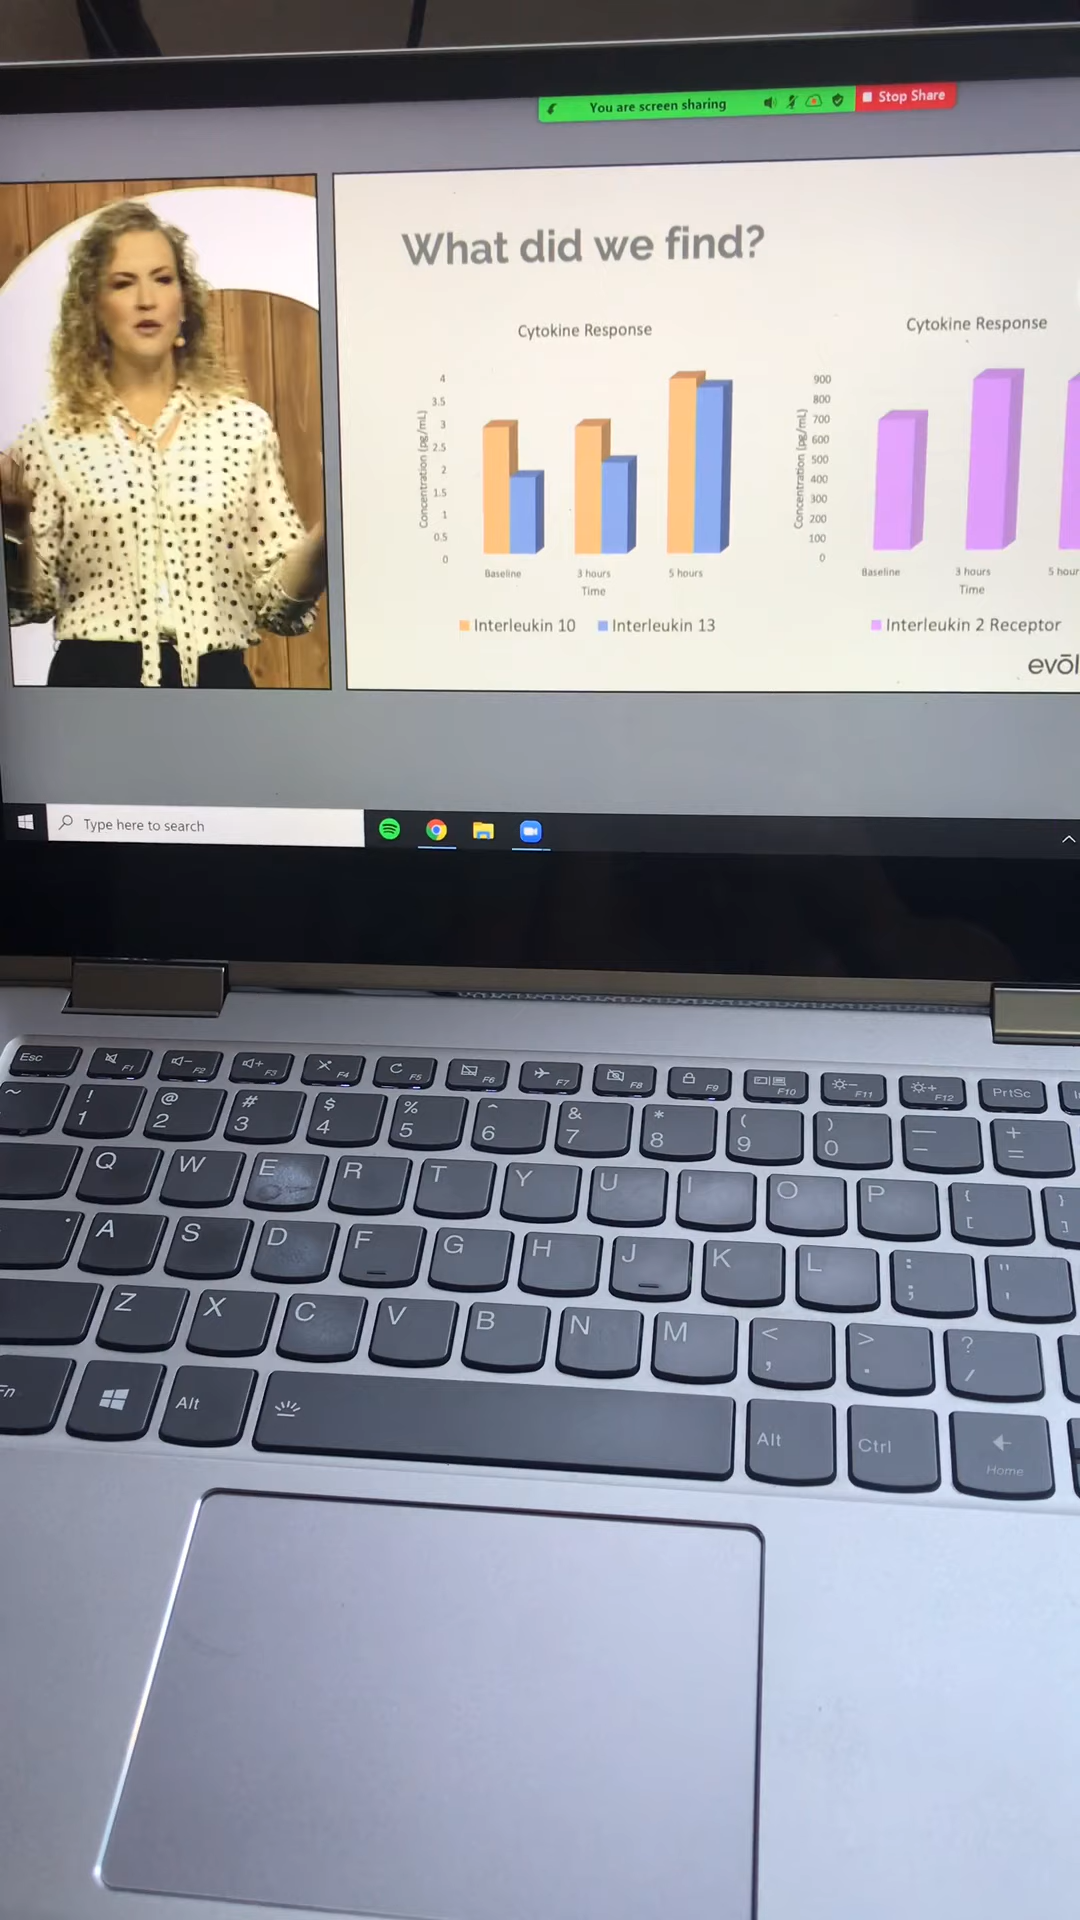 You are screen sharing
Stop Share
What did we find?
Cytokine Response
4
3.5
3
2.5
2
1.5
1
0.5
0
Concentration (pg/mL)
Baseline
3 hours
5 hours
Time
Interleukin 10
Interleukin 13
Cytokine Response
900
800
700
600
500
400
300
200
100
0
Concentration (pg/mL)
Baseline
3 hours
5 hour
Time
Interleukin 2 Receptor
evōl
Type here to search
Esc F1 F2 F3 F4 F5 F6 F7 F8 F9 F10 F11 F12 PrtSc
~ ! @ # $ % ^ & * ( ) — +
1 2 3 4 5 6 7 8 9 0 - =
Q W E R T Y U I O P { }
[ ]
A S D F G H J K L : "
; '
Z X C V B N M < > ?
, . /
Fn Alt Alt Ctrl
Home